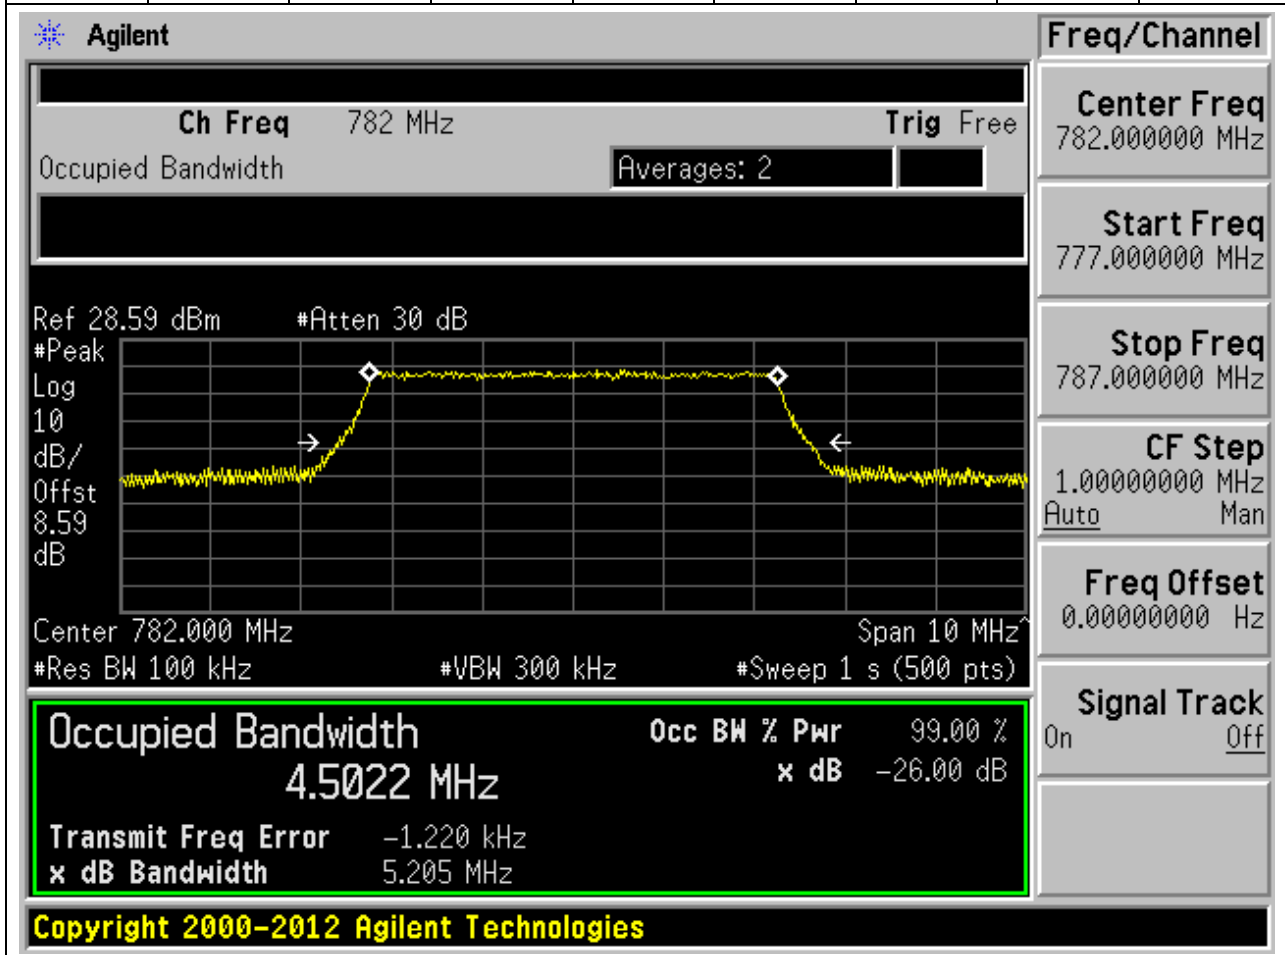 Agilent
Freq/Channel
Ch Freq 782 MHz Trig Free
Occupied Bandwidth Averages: 2
Center Freq
782.000000 MHz
Start Freq
777.000000 MHz
Stop Freq
787.000000 MHz
CF Step
1.00000000 MHz
Auto Man
Freq Offset
0.00000000 Hz
Signal Track
On Off
Ref 28.59 dBm #Atten 30 dB
#Peak
Log
10
dB/
Offst
8.59
dB
Center 782.000 MHz Span 10 MHz^
#Res BW 100 kHz #VBW 300 kHz #Sweep 1 s (500 pts)
Occupied Bandwidth Occ BW % Pwr 99.00 %
4.5022 MHz x dB -26.00 dB
Transmit Freq Error -1.220 kHz
x dB Bandwidth 5.205 MHz
Copyright 2000-2012 Agilent Technologies